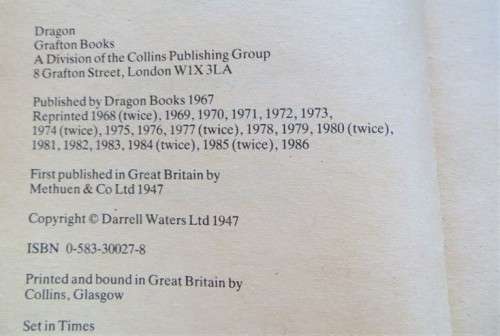 Dragon
Grafton Books
A Division of the Collins Publishing Group
8 Grafton Street, London W1X 3LA
Published by Dragon Books 1967
Reprinted 1968 (twice), 1969, 1970, 1971, 1972, 1973,
1974 (twice), 1975, 1976, 1977 (twice), 1978, 1979, 1980 (twice),
1981, 1982, 1983, 1984 (twice), 1985 (twice), 1986
First published in Great Britain by
Methuen & Co Ltd 1947
Copyright © Darrell Waters Ltd 1947
ISBN 0-583-30027-8
Printed and bound in Great Britain by
Collins, Glasgow
Set in Times